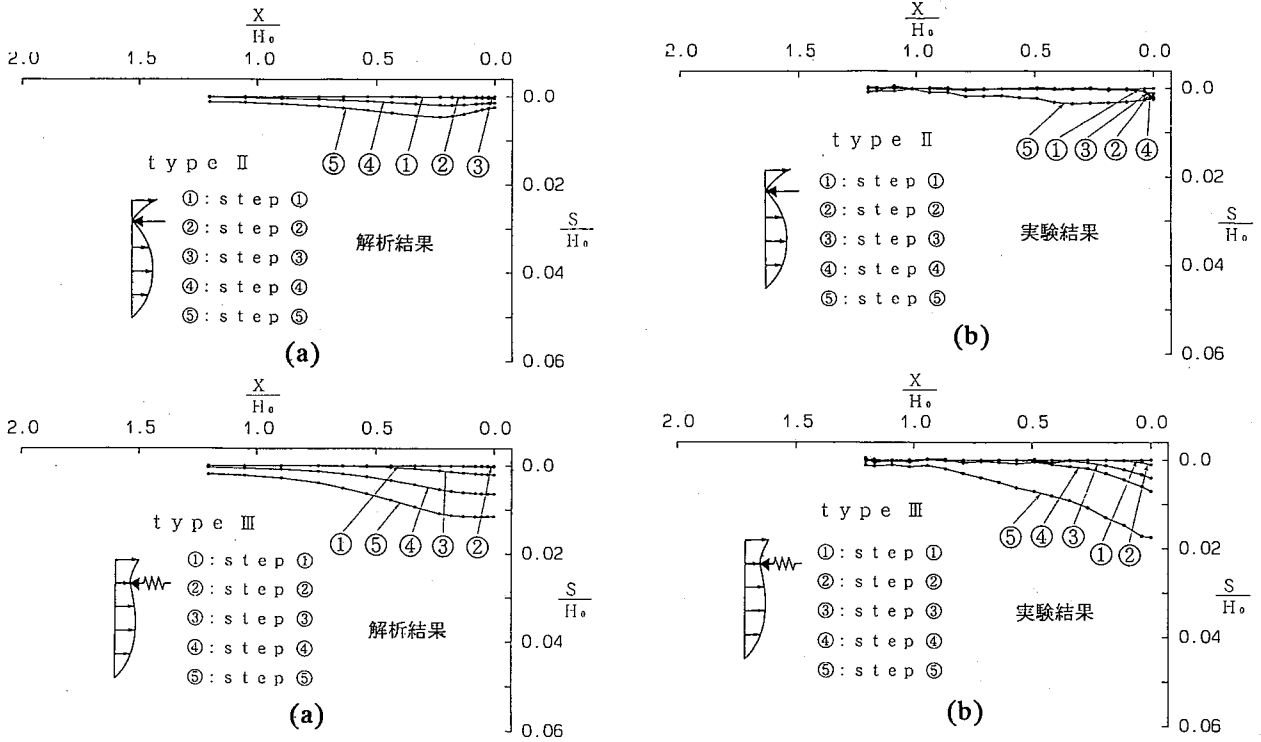 X
H₀
2.0 1.5 1.0 0.5 0.0
0.0
0.02
0.04
0.06
S
H₀
⑤ ④ ① ② ③
type Ⅱ
①: step ①
②: step ②
③: step ③
④: step ④
⑤: step ⑤
解析結果
(a)
X
H₀
2.0 1.5 1.0 0.5 0.0
0.0
0.02
0.04
0.06
S
H₀
⑤ ① ③ ② ④
type Ⅱ
①: step ①
②: step ②
③: step ③
④: step ④
⑤: step ⑤
実験結果
(b)
X
H₀
2.0 1.5 1.0 0.5 0.0
0.0
0.02
0.04
0.06
S
H₀
① ⑤ ④ ③ ②
type Ⅲ
①: step ①
②: step ②
③: step ③
④: step ④
⑤: step ⑤
解析結果
(a)
X
H₀
2.0 1.5 1.0 0.5 0.0
0.0
0.02
0.04
0.06
S
H₀
⑤ ④ ③ ① ②
type Ⅲ
①: step ①
②: step ②
③: step ③
④: step ④
⑤: step ⑤
実験結果
(b)